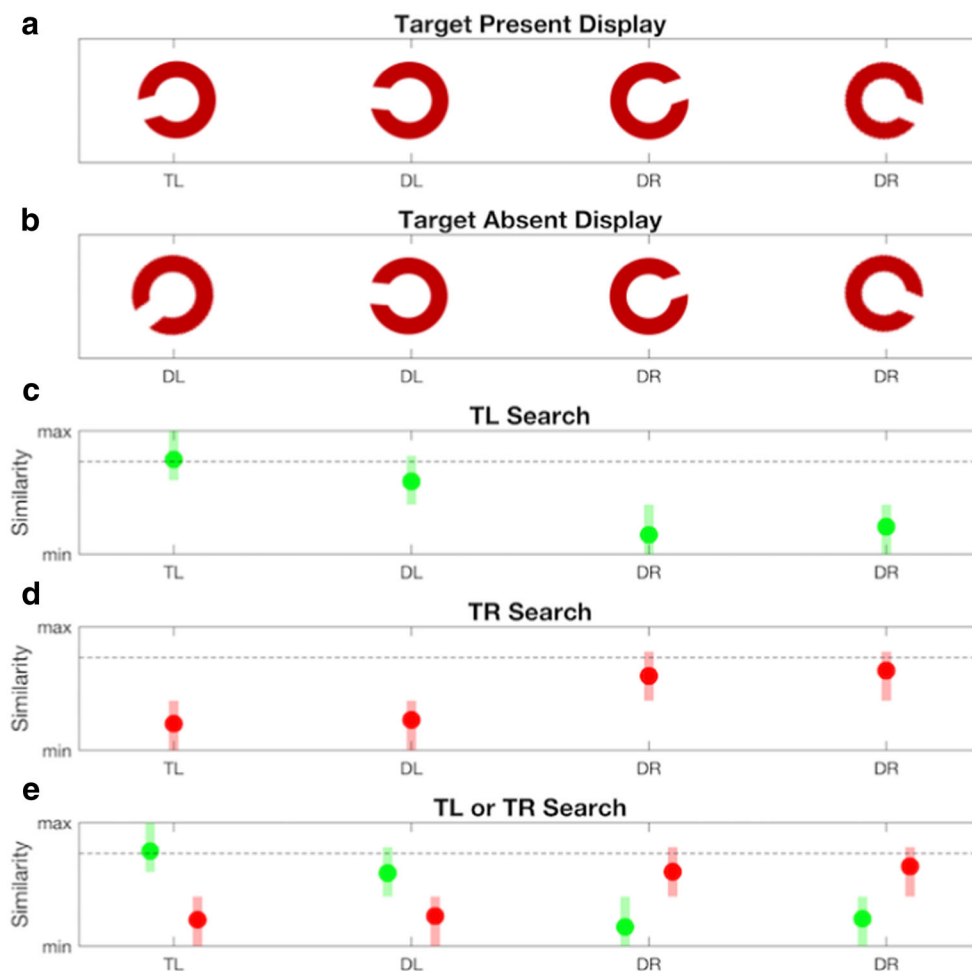 a
Target Present Display
TL DL DR DR
b
Target Absent Display
DL DL DR DR
c
TL Search
max
Similarity
min
TL DL DR DR
d
TR Search
max
Similarity
min
TL DL DR DR
e
TL or TR Search
max
Similarity
min
TL DL DR DR